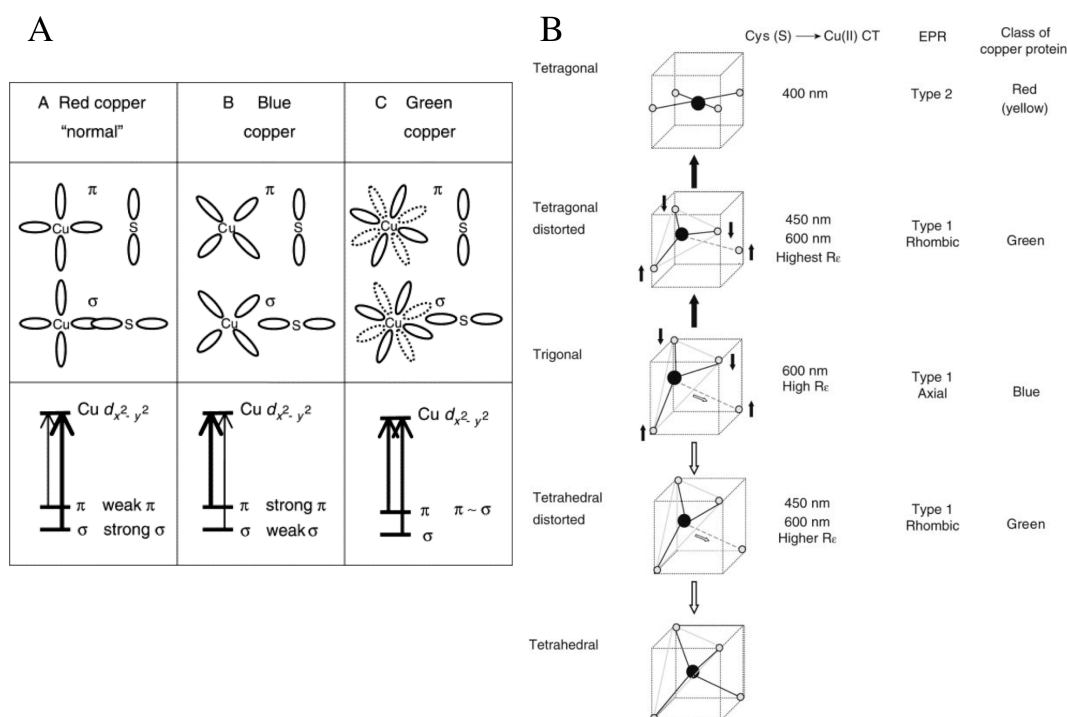 A
B
A Red copper
"normal"
B Blue
copper
C Green
copper
π
Cu
S
π
Cu
S
π
Cu
S
σ
Cu
S
σ
Cu
S
σ
Cu
S
Cu dx²-y²
π weak π
σ strong σ
Cu dx²-y²
π strong π
σ weak σ
Cu dx²-y²
π π ~ σ
σ
Cys (S) ⟶ Cu(II) CT
EPR
Class of
copper protein
Tetragonal
400 nm
Type 2
Red
(yellow)
Tetragonal
distorted
450 nm
600 nm
Highest Rε
Type 1
Rhombic
Green
Trigonal
600 nm
High Rε
Type 1
Axial
Blue
Tetrahedral
distorted
450 nm
600 nm
Higher Rε
Type 1
Rhombic
Green
Tetrahedral